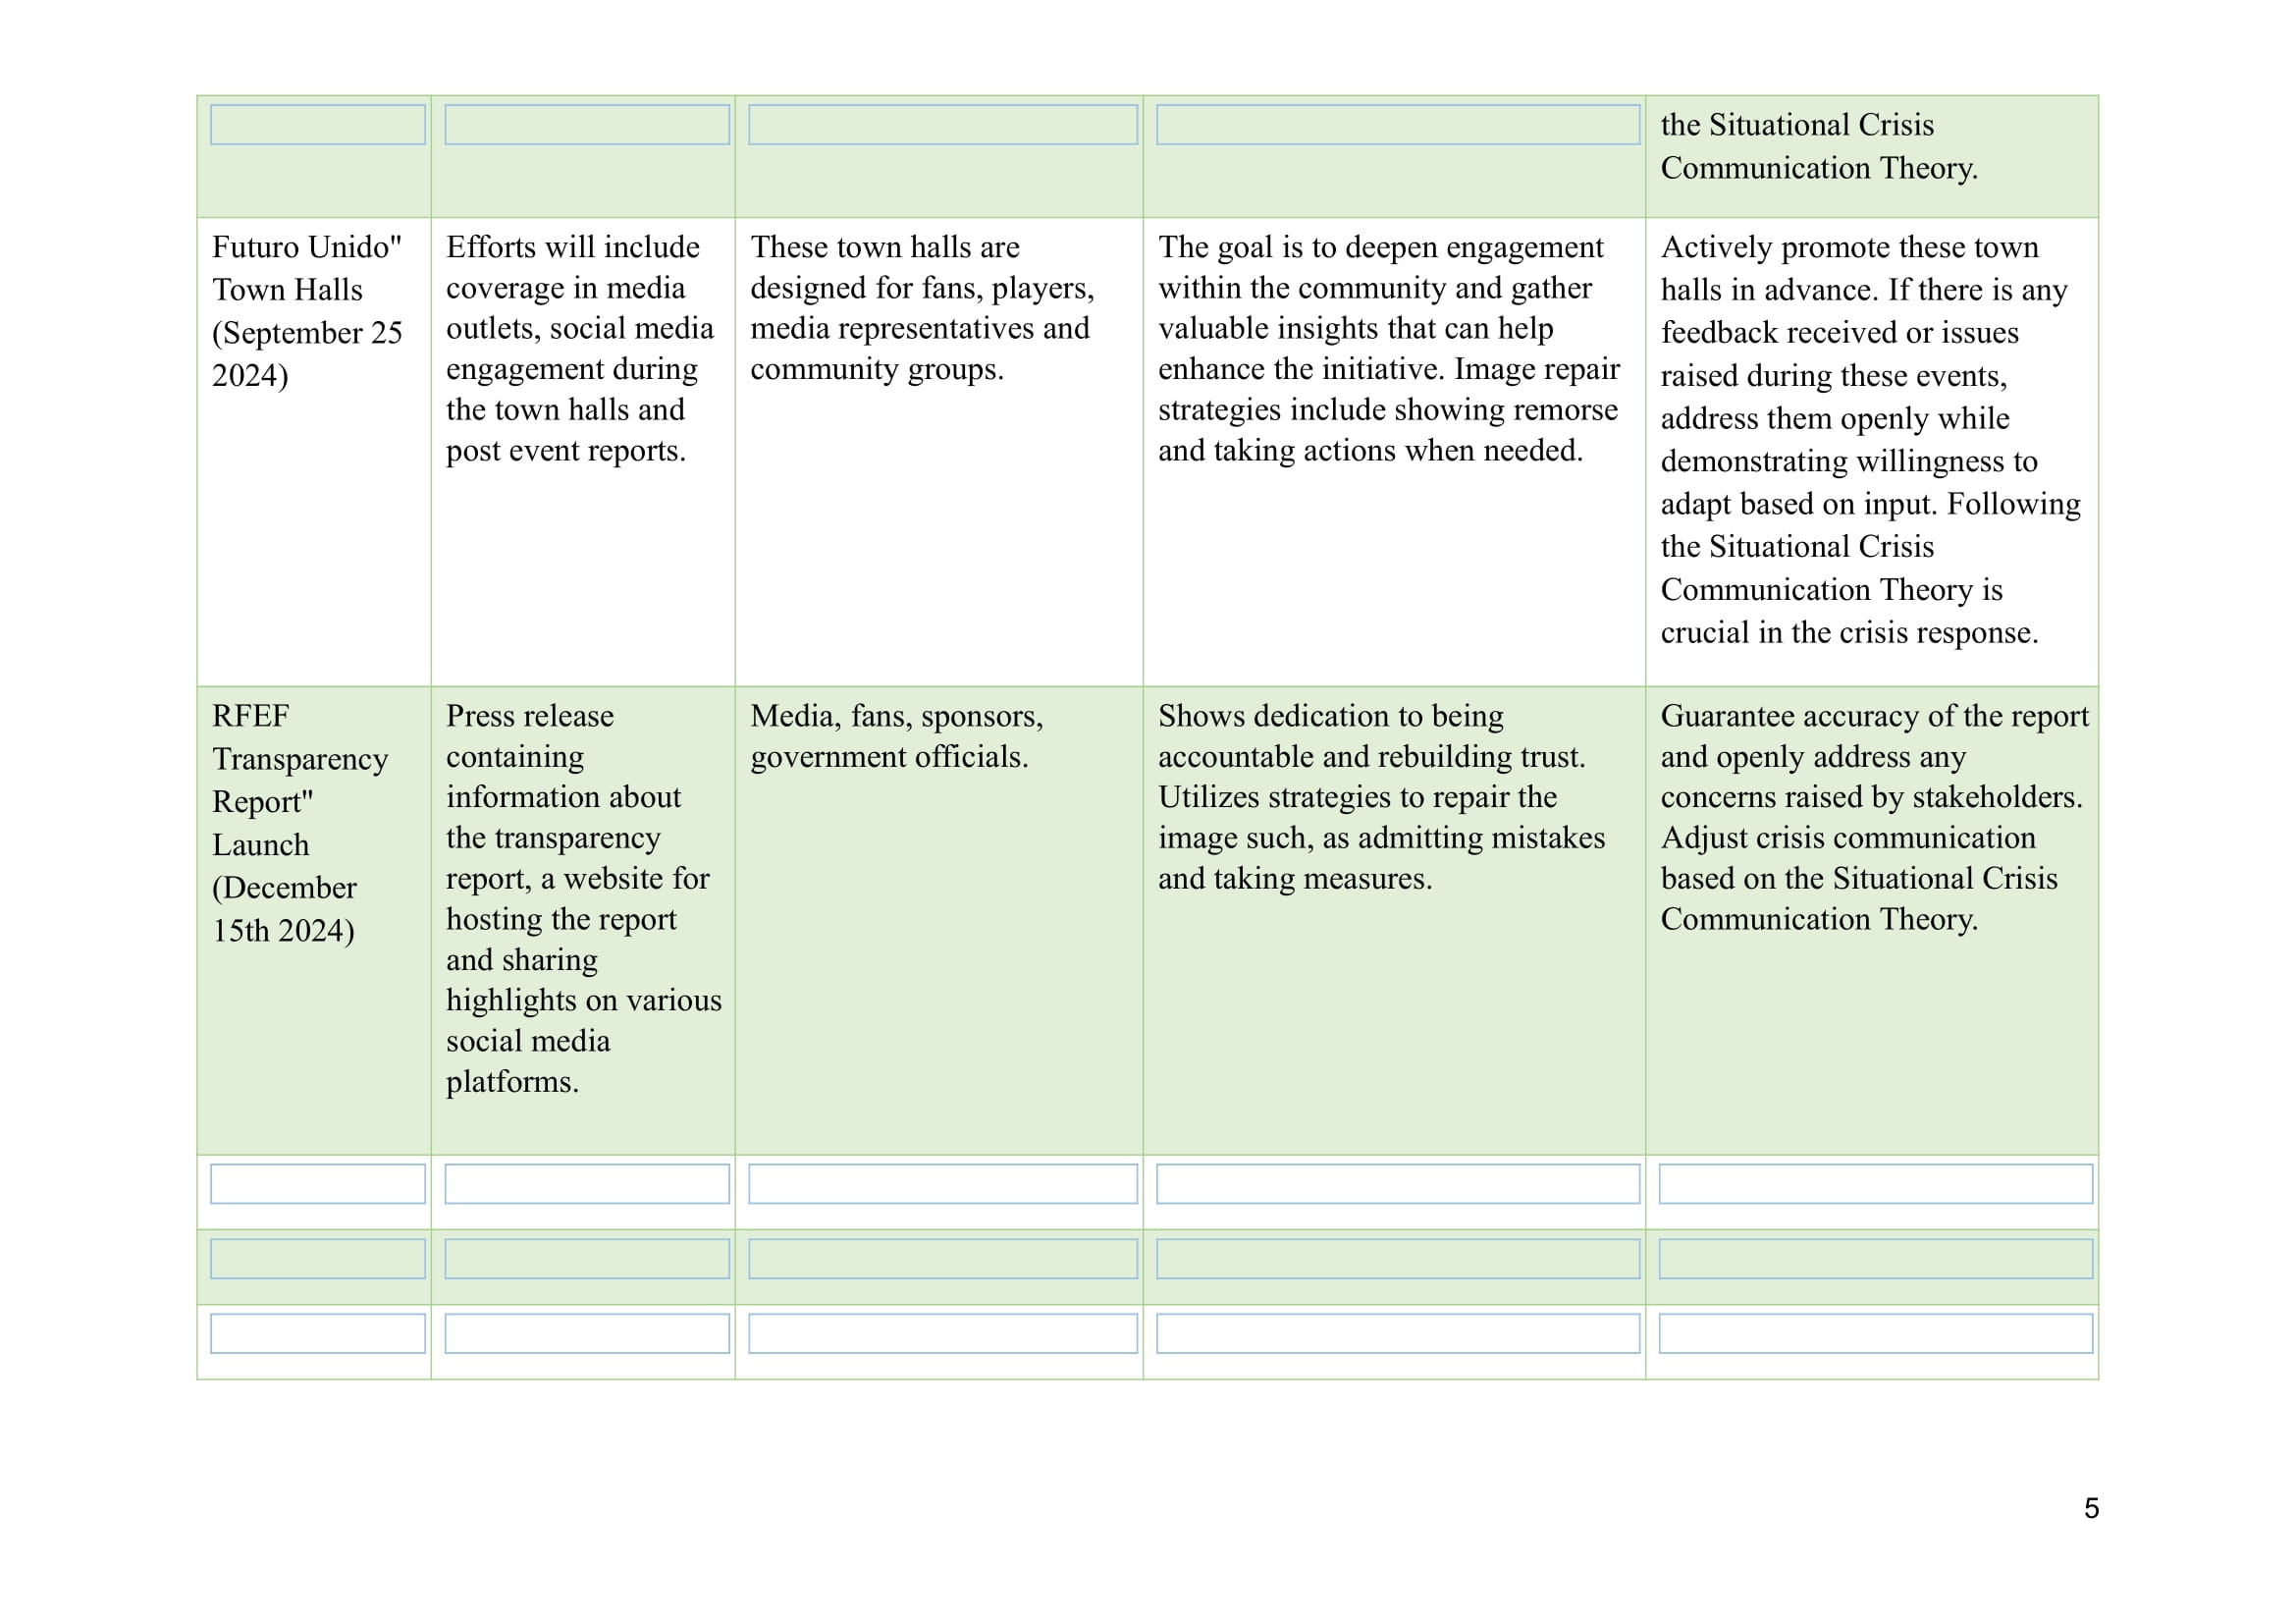 the Situational Crisis
Communication Theory.
Futuro Unido"
Town Halls
(September 25
2024)
Efforts will include
coverage in media
outlets, social media
engagement during
the town halls and
post event reports.
These town halls are
designed for fans, players,
media representatives and
community groups.
The goal is to deepen engagement
within the community and gather
valuable insights that can help
enhance the initiative. Image repair
strategies include showing remorse
and taking actions when needed.
Actively promote these town
halls in advance. If there is any
feedback received or issues
raised during these events,
address them openly while
demonstrating willingness to
adapt based on input. Following
the Situational Crisis
Communication Theory is
crucial in the crisis response.
RFEF
Transparency
Report"
Launch
(December
15th 2024)
Press release
containing
information about
the transparency
report, a website for
hosting the report
and sharing
highlights on various
social media
platforms.
Media, fans, sponsors,
government officials.
Shows dedication to being
accountable and rebuilding trust.
Utilizes strategies to repair the
image such, as admitting mistakes
and taking measures.
Guarantee accuracy of the report
and openly address any
concerns raised by stakeholders.
Adjust crisis communication
based on the Situational Crisis
Communication Theory.
5